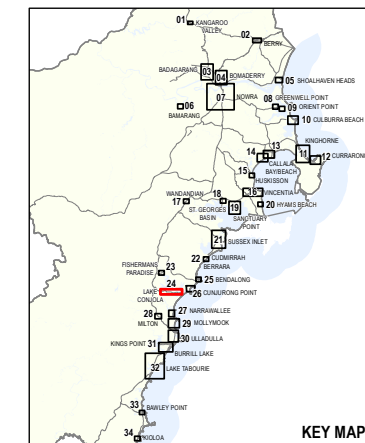 01
KANGAROO
VALLEY
02
BERRY
BADAGARANG
03
04
BOMADERRY
05
SHOALHAVEN HEADS
07
NOWRA
06
BAMARANG
08
GREENWELL POINT
09
ORIENT POINT
10
CULBURRA BEACH
KINGHORNE
11
12
CURRARONG
13
14
CALLALA
BAY/BEACH
15
HUSKISSON
16
VINCENTIA
WANDANDIAN
17
18
ST. GEORGES
BASIN
19
SANCTUARY
POINT
20
HYAMS BEACH
21
SUSSEX INLET
22
CUDMIRRAH
BERRARA
FISHERMANS
PARADISE
23
24
LAKE
CONJOLA
25
BENDALONG
26
CUNJURONG POINT
27
NARRAWALLEE
28
MILTON
29
MOLLYMOOK
30
ULLADULLA
31
KINGS POINT
BURRILL LAKE
32
LAKE TABOURIE
33
BAWLEY POINT
34
KIOLOA
KEY MAP